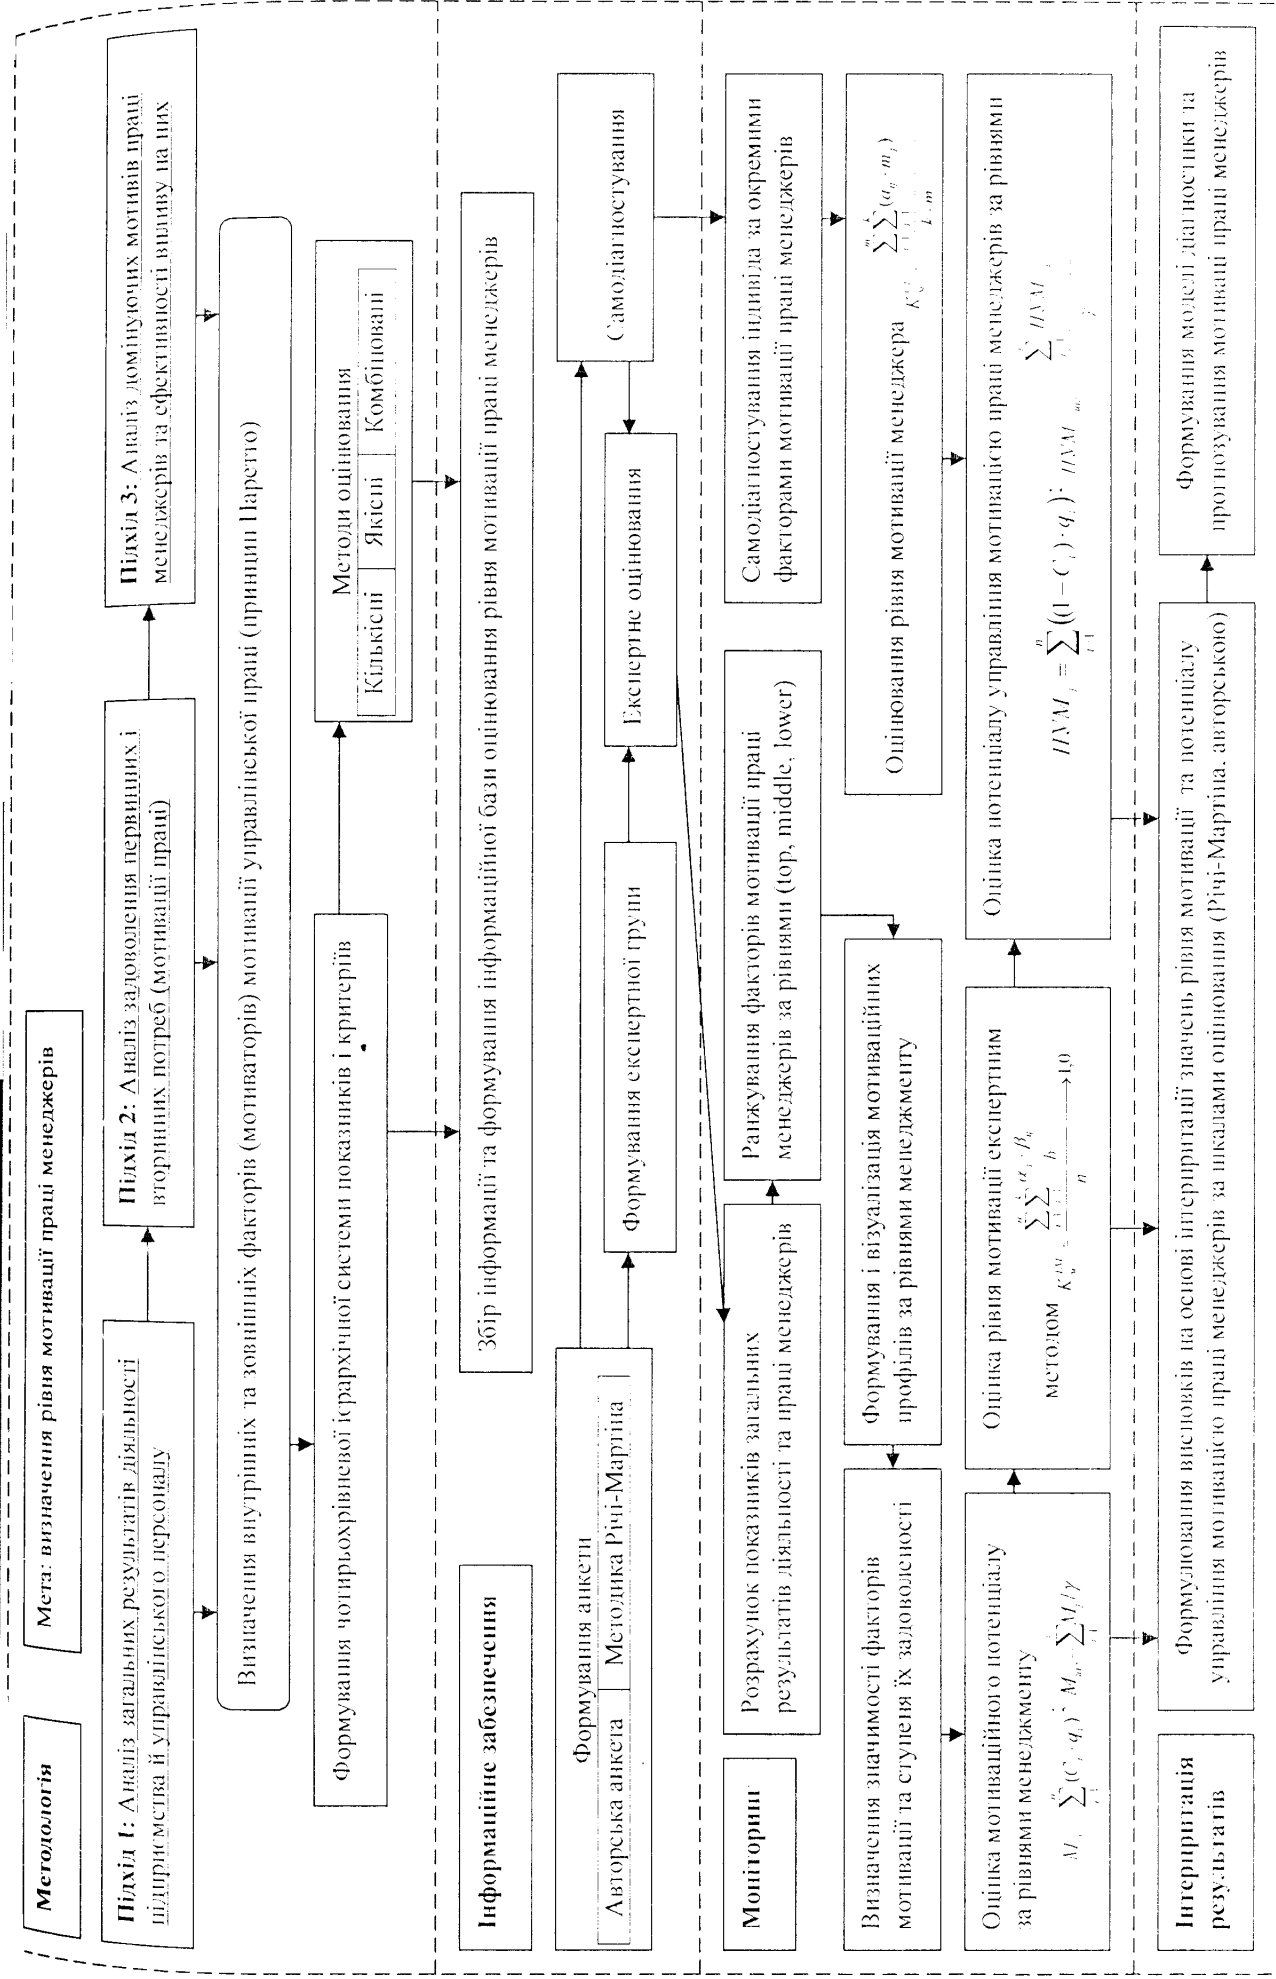 Методологія
Мета: визначення рівня мотивації праці менеджерів
Підхід 1: Аналіз загальних результатів діяльності
підприємства й управлінського персоналу
Підхід 2: Аналіз задоволення первинних і
вторинних потреб (мотивації праці)
Підхід 3: Аналіз домінуючих мотивів праці
менеджерів та ефективності впливу на них
Визначення внутрінніх та зовнішніх факторів (мотиваторів) мотивації управлінської праці (принцип Паретто)
Формування чотирьохрівневої ієрархічної системи показників і критеріїв
Методи оцінювання
Кількісні Якісні Комбіновані
Інформаційне забезпечення
Збір інформації та формування інформаційної бази оцінювання рівня мотивації праці менеджерів
Формування анкети
Авторська анкета Методика Річі-Мартіна
Формування експертної групи
Експертне оцінювання
Самодіагностування
Моніторинг
Розрахунок показників загальних
результатів діяльності та праці менеджерів
Ранжування факторів мотивації праці
менеджерів за рівнями (top, middle, lower)
Самодіагностування індивіда за окремими
факторами мотивації праці менеджерів
Визначення значимості факторів
мотивації та ступеня їх задоволеності
Формування і візуалізація мотиваційних
профілів за рівнями менеджменту
Оцінювання рівня мотивації менеджера
Оцінка мотиваційного потенціалу
за рівнями менеджменту
Оцінка рівня мотивації експертним
методом
Оцінка потенціалу управління мотивацією праці менеджерів за рівнями
Інтерпритація
результатів
Формулювання висновків на основі інтерпритації значень рівня мотивації та потенціалу
управління мотивацією праці менеджерів за шкалами оцінювання (Річі-Мартіна, авторською)
Формування моделі діагностики та
прогнозування мотивації праці менеджерів